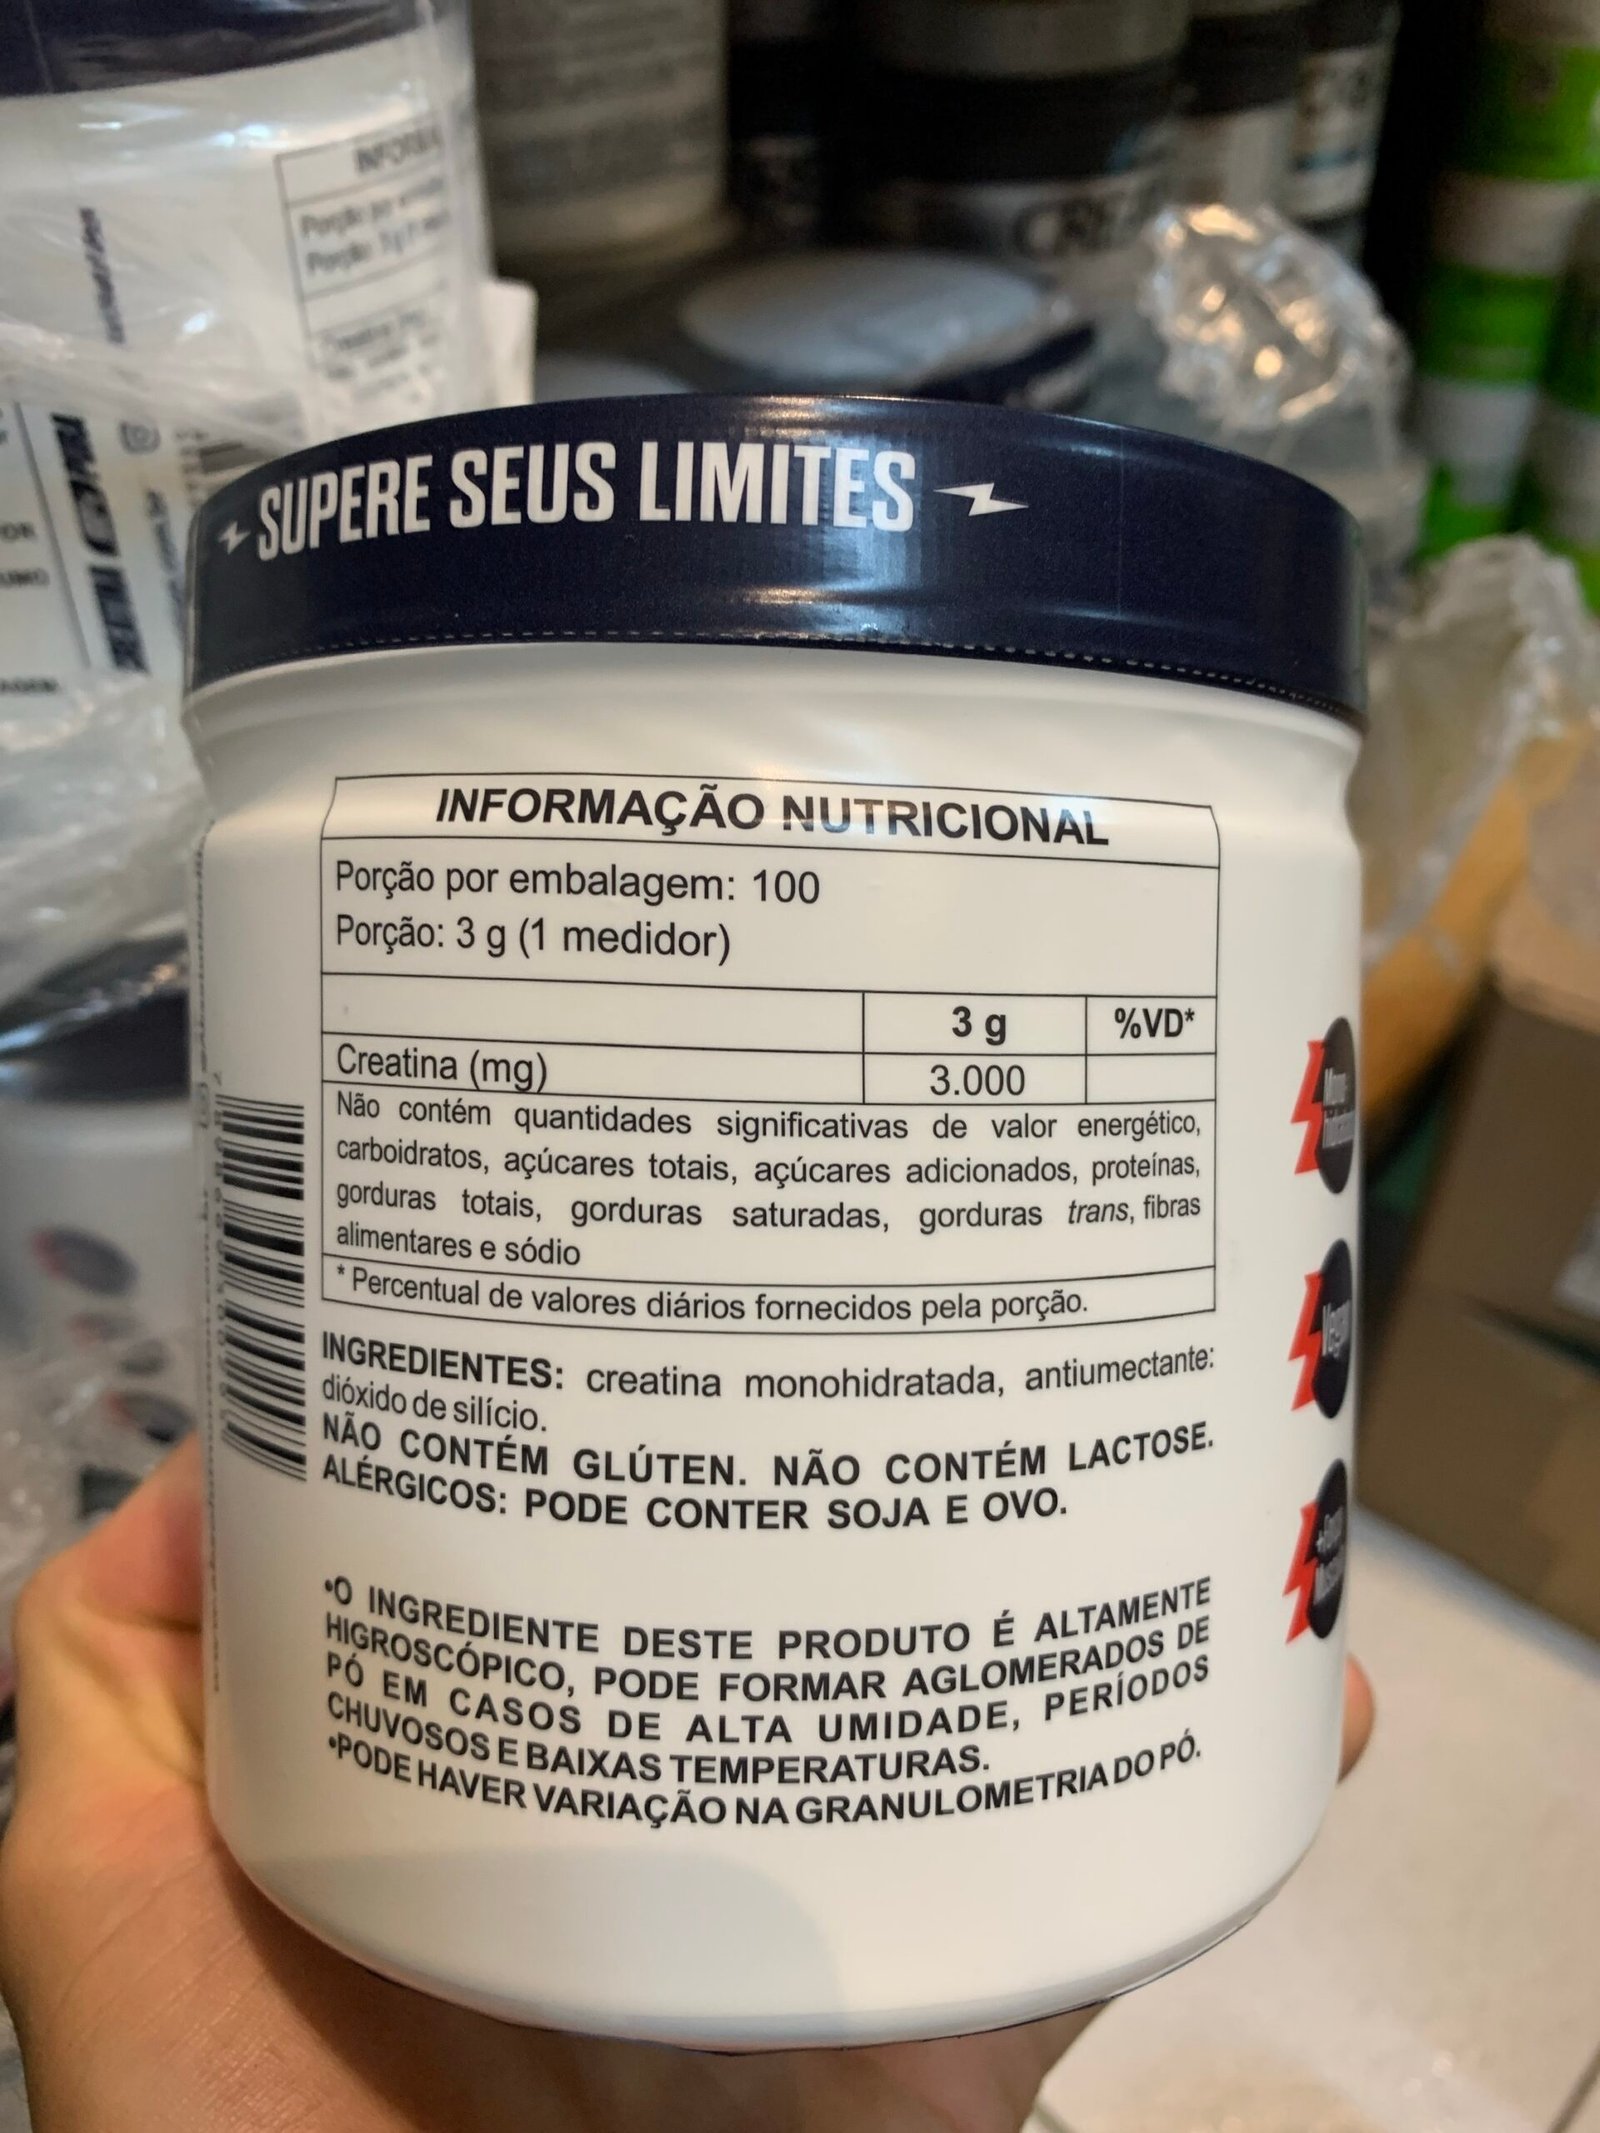 SUPERE SEUS LIMITES
INFORMAÇÃO NUTRICIONAL
Porção por embalagem: 100
Porção: 3 g (1 medidor)
3 g %VD*
Creatina (mg) 3.000
Não contém quantidades significativas de valor energético,
carboidratos, açúcares totais, açúcares adicionados, proteínas,
gorduras totais, gorduras saturadas, gorduras trans, fibras
alimentares e sódio
* Percentual de valores diários fornecidos pela porção.
INGREDIENTES: creatina monohidratada, antiumectante:
dióxido de silício.
NÃO CONTÉM GLÚTEN. NÃO CONTÉM LACTOSE.
ALÉRGICOS: PODE CONTER SOJA E OVO.
•O INGREDIENTE DESTE PRODUTO É ALTAMENTE
HIGROSCÓPICO, PODE FORMAR AGLOMERADOS DE
PÓ EM CASOS DE ALTA UMIDADE, PERÍODOS
CHUVOSOS E BAIXAS TEMPERATURAS.
•PODE HAVER VARIAÇÃO NA GRANULOMETRIA DO PÓ.
Vegan